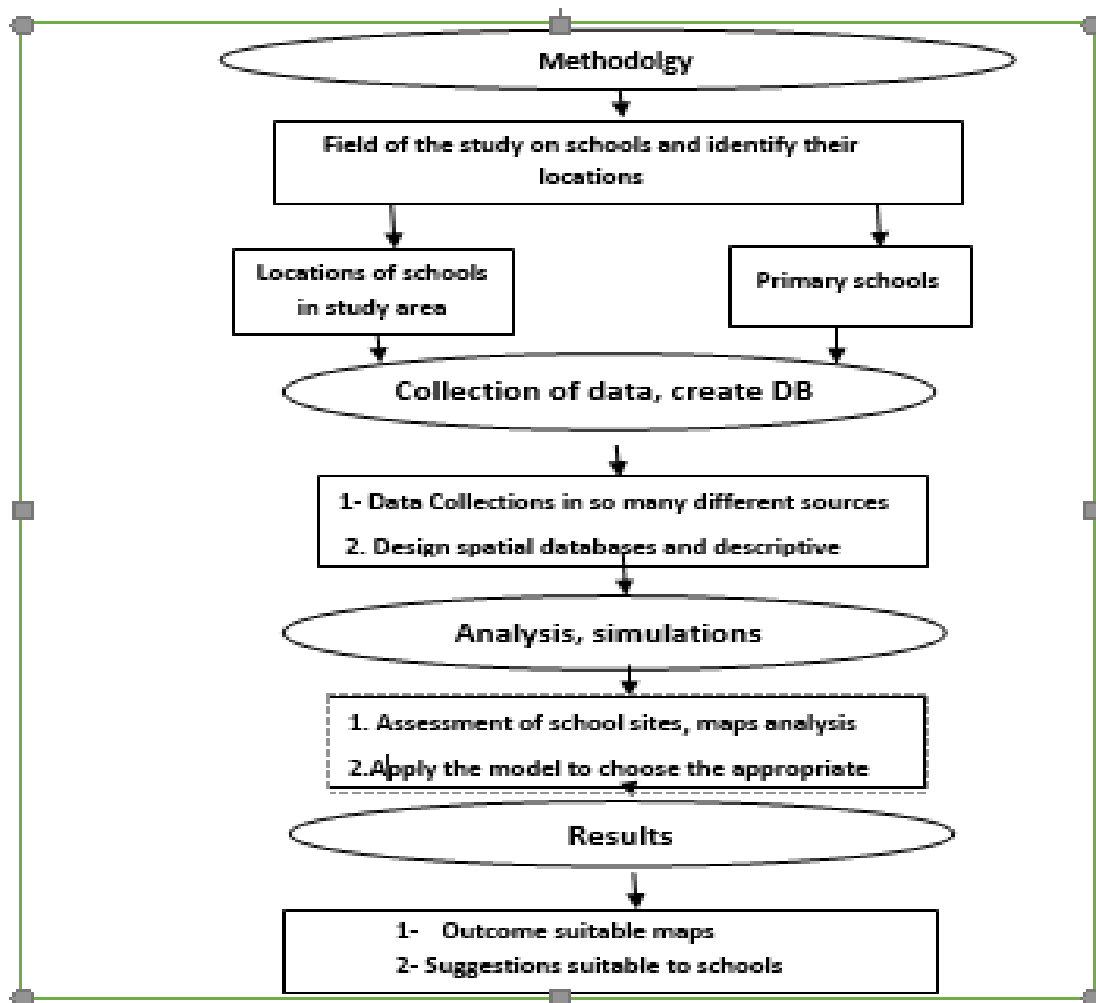 Methodolgy
Field of the study on schools and identify their
locations
Locations of schools
in study area
Primary schools
Collection of data, create DB
1- Data Collections in so many different sources
2. Design spatial databases and descriptive
Analysis, simulations
1. Assessment of school sites, maps analysis
2.Apply the model to choose the appropriate
Results
1- Outcome suitable maps
2- Suggestions suitable to schools